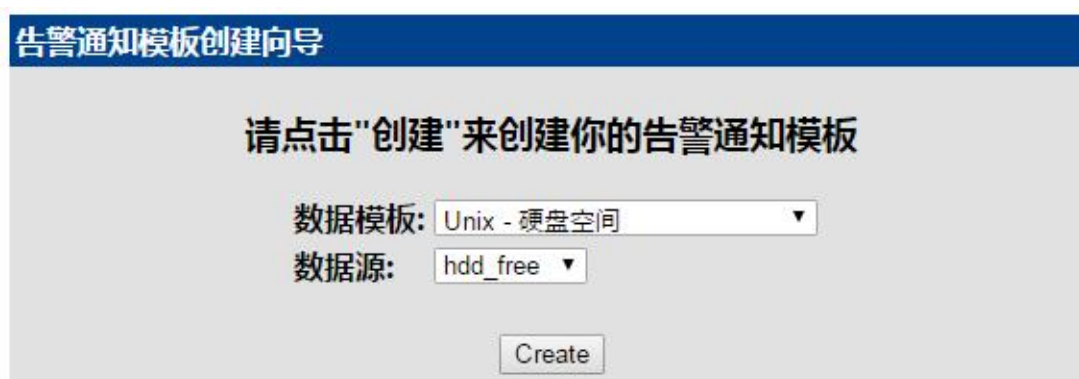 告警通知模板创建向导
请点击"创建"来创建你的告警通知模板
数据模板: Unix - 硬盘空间
数据源: hdd_free
Create